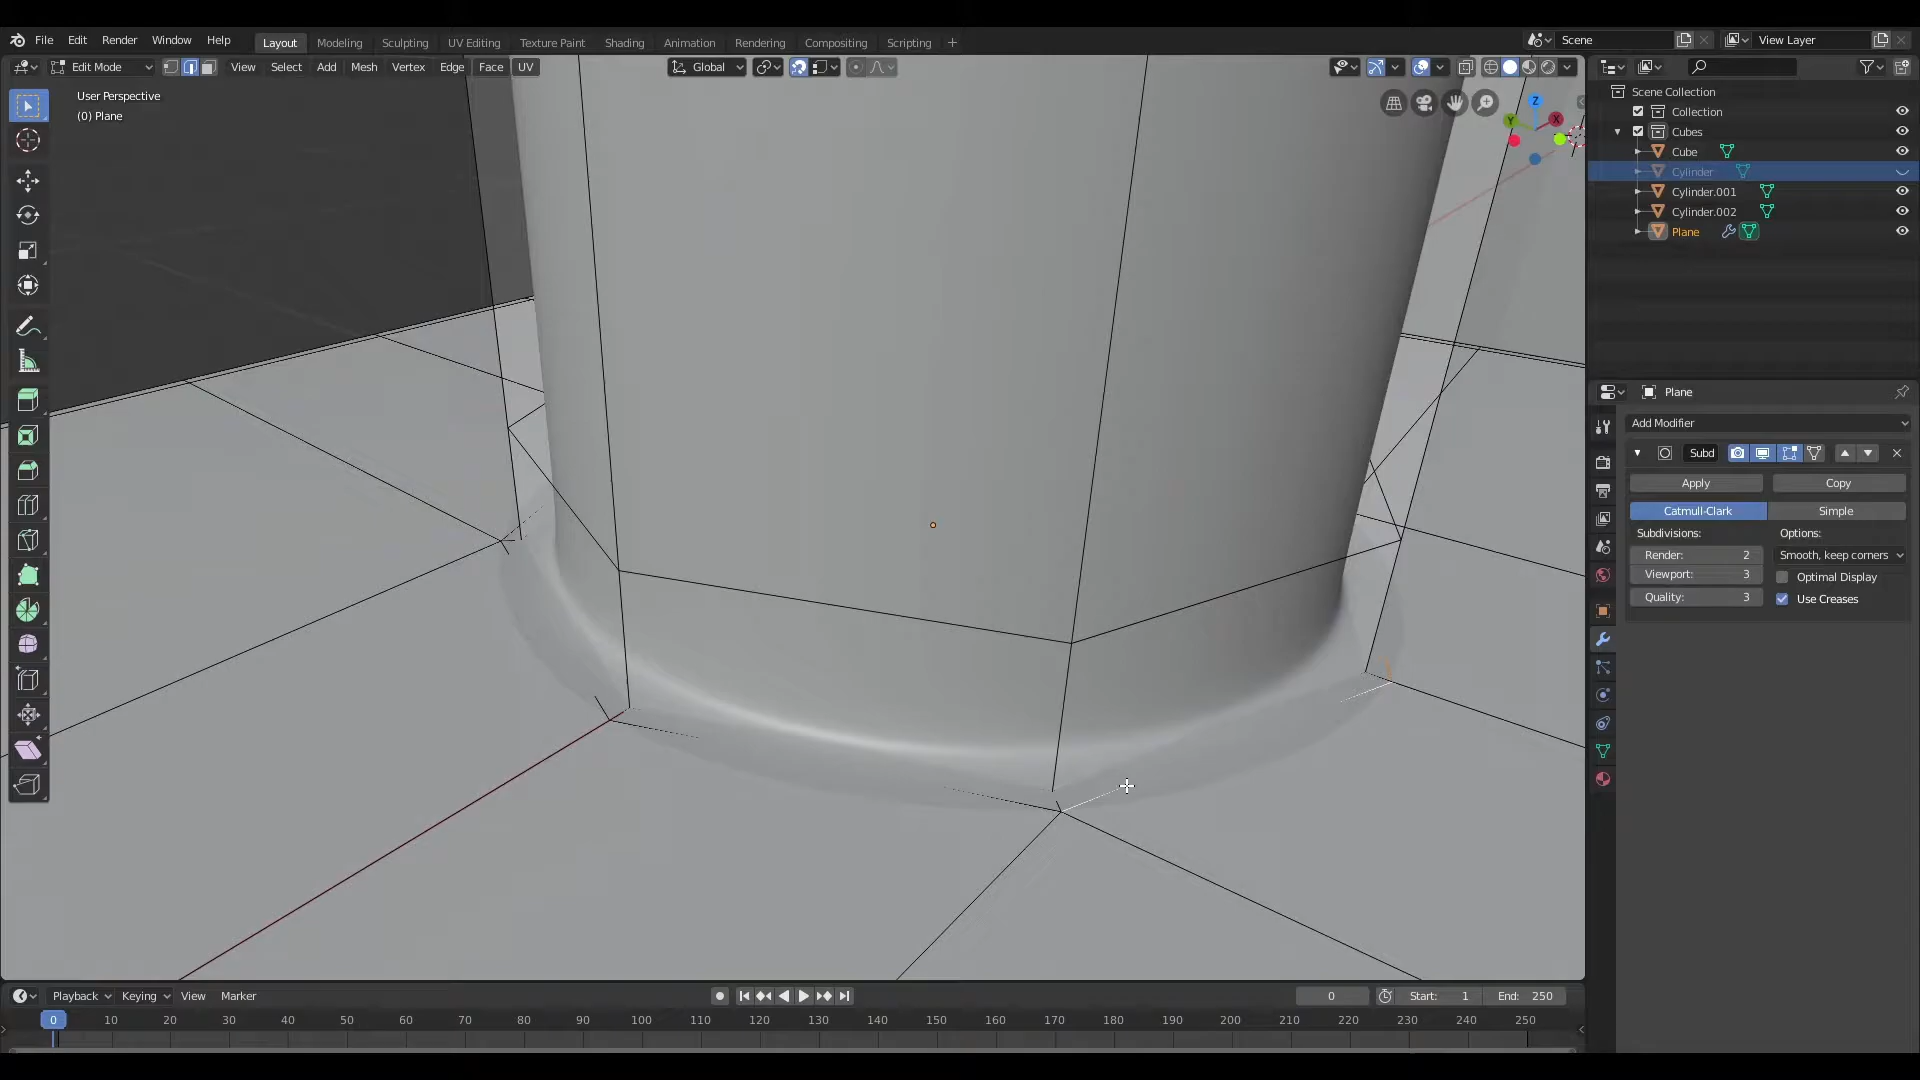 File Edit Render Window Help Layout Modeling Sculpting UV Editing Texture Paint Shading Animation Rendering Compositing Scripting Scene View Layer
Edit Mode View Select Add Mesh Vertex Edge Face UV Global
User Perspective
(0) Plane
Z
Y
X
Scene Collection
Collection
Cubes
Cube
Cylinder
Cylinder.001
Cylinder.002
Plane
Plane
Add Modifier
Subd
Apply Copy
Catmull-Clark Simple
Subdivisions: Options:
Render: 2 Smooth, keep corners
Viewport: 3 Optimal Display
Quality: 3 Use Creases
Playback Keying View Marker 0 Start: 1 End: 250
0 10 20 30 40 50 60 70 80 90 100 110 120 130 140 150 160 170 180 190 200 210 220 230 240 250